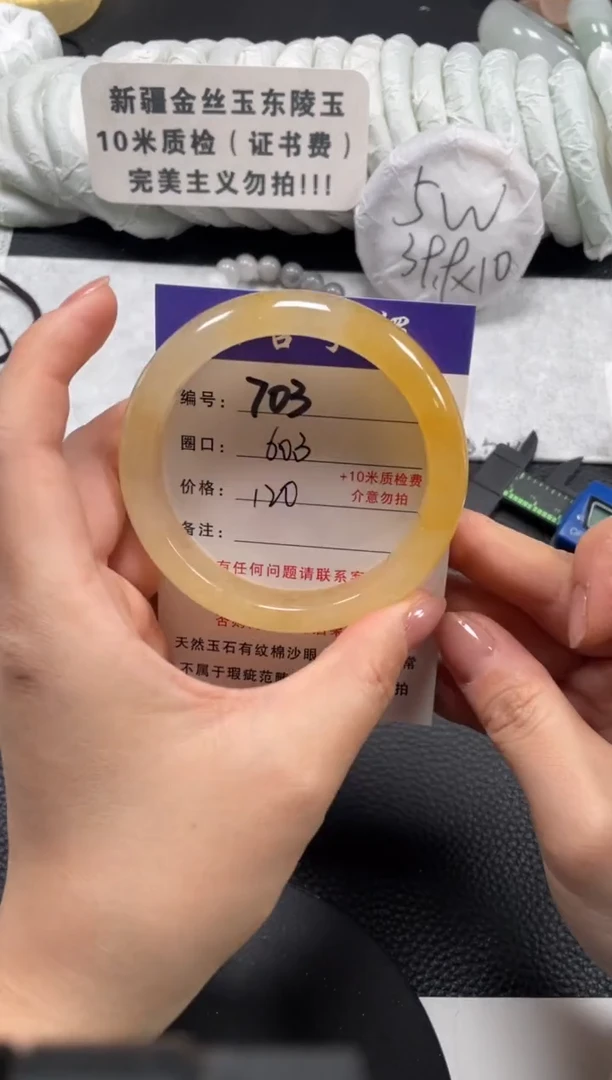 新疆金丝玉东陵玉
10米质检（证书费）
完美主义勿拍!!!
5W
编号： 703
圈口： 603
价格： 120
+10米质检费
介意勿拍
备注：
有任何问题请联系客
天然玉石有纹棉沙眼
常
不属于瑕疵范畴
拍